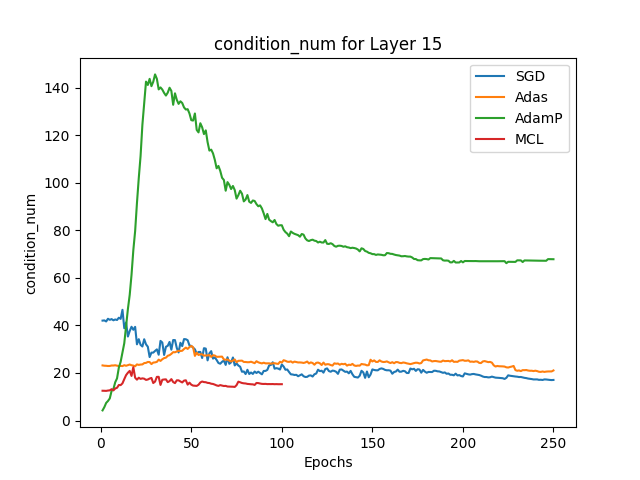 condition_num for Layer 15
SGD
Adas
AdamP
MCL
condition_num
140
120
100
80
60
40
20
0
0 50 100 150 200 250
Epochs